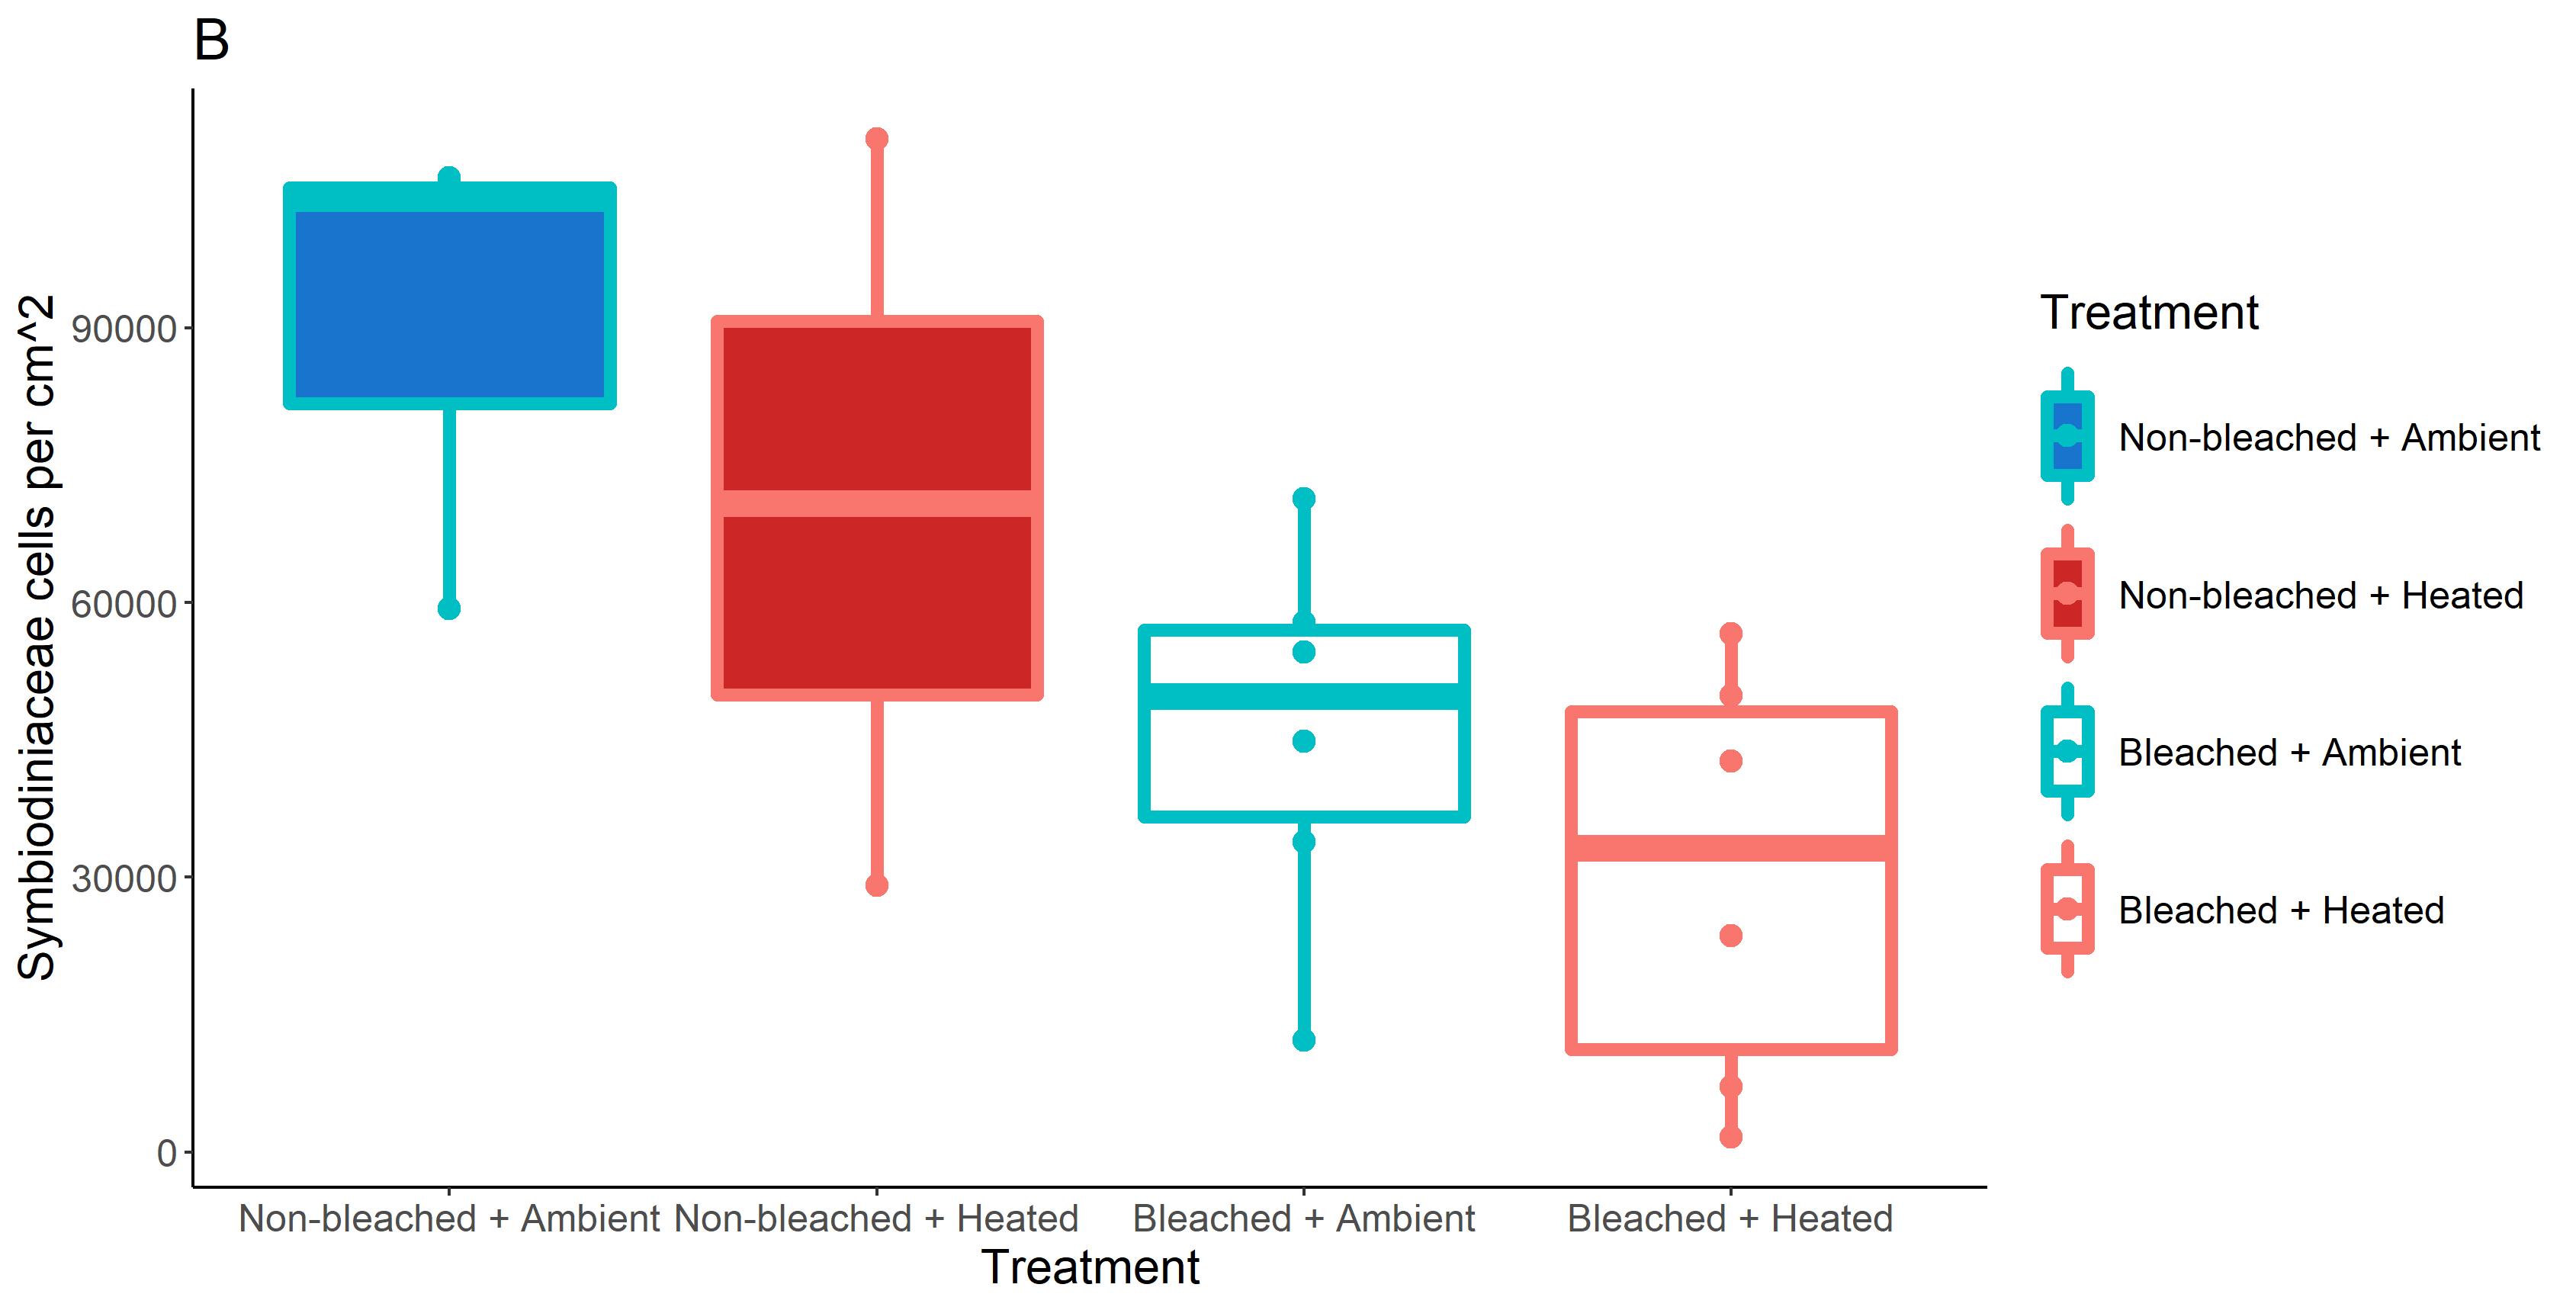 B
Symbiodiniaceae cells per cm^2
90000
60000
30000
0
Non-bleached + Ambient
Non-bleached + Heated
Bleached + Ambient
Bleached + Heated
Treatment
Treatment
Non-bleached + Ambient
Non-bleached + Heated
Bleached + Ambient
Bleached + Heated